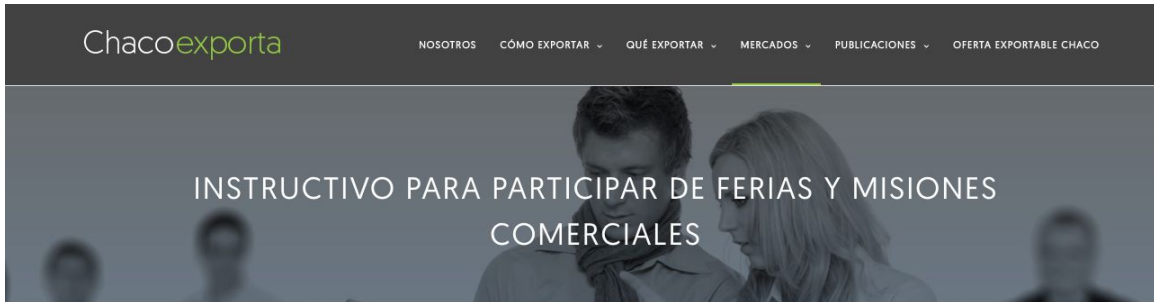 Chacoexporta
NOSOTROS CÓMO EXPORTAR QUÉ EXPORTAR MERCADOS PUBLICACIONES OFERTA EXPORTABLE CHACO
INSTRUCTIVO PARA PARTICIPAR DE FERIAS Y MISIONES
COMERCIALES